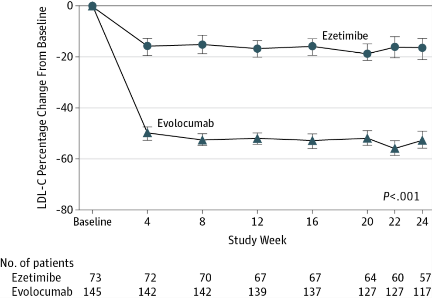 LDL-C Percentage Change From Baseline
0
-20
-40
-60
-80
Ezetimibe
Evolocumab
P<.001
Baseline 4 8 12 16 20 22 24
Study Week
No. of patients
Ezetimibe 73 72 70 67 67 64 60 57
Evolocumab 145 142 142 139 137 127 127 117